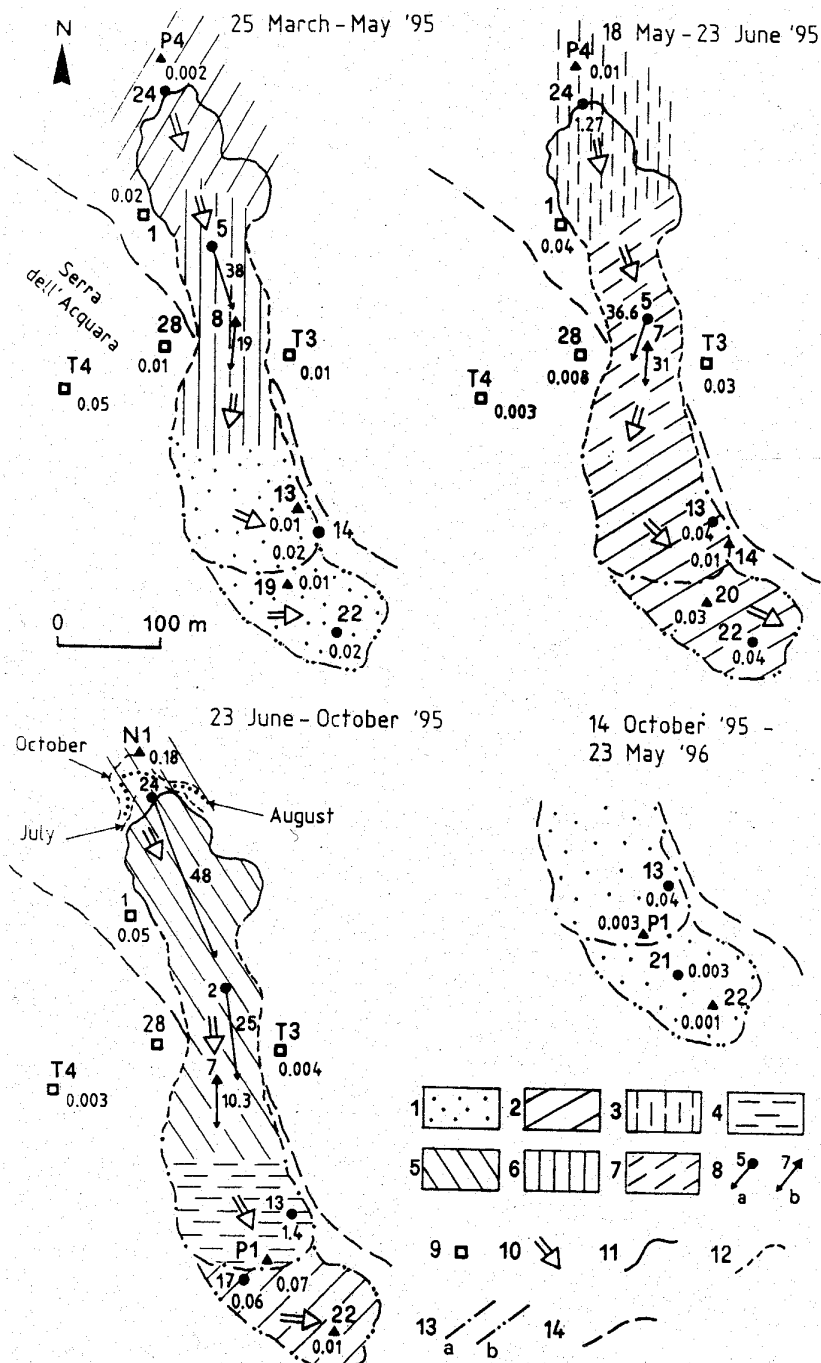 25 March – May '95
N
P4
0.002
24
0.02
1
5
38
Serra
dell'Acquara
28
0.01
8
19
T3
0.01
T4
0.05
13
0.01
14
0.02
19
0.01
22
0.02
0 100 m
18 May – 23 June '95
P4
0.01
24
1.27
1
0.04
36.6
5
28
0.008
7
31
T3
0.03
T4
0.003
13
0.04
0.01
14
20
0.03
22
0.04
23 June – October '95
October
N1
0.18
24
August
July
48
1
0.05
2
25
28
T3
0.004
7
T4
0.003
10.3
13
1.4
P1
17
0.07
0.06
22
0.01
14 October '95 –
23 May '96
13
0.04
0.003
P1
21
0.003
22
0.001
1 2 3 4
5 6 7 8 5 7
a b
9 10 11 12
13 14
a b